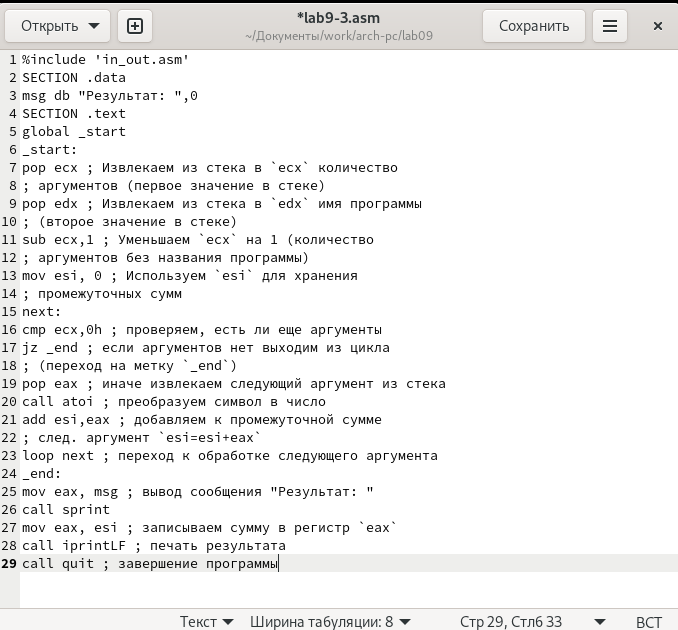 Открыть
*lab9-3.asm
~/Документы/work/arch-pc/lab09
Сохранить
1 %include 'in_out.asm'
2 SECTION .data
3 msg db "Результат: ",0
4 SECTION .text
5 global _start
6 _start:
7 pop ecx ; Извлекаем из стека в `ecx` количество
8 ; аргументов (первое значение в стеке)
9 pop edx ; Извлекаем из стека в `edx` имя программы
10 ; (второе значение в стеке)
11 sub ecx,1 ; Уменьшаем `ecx` на 1 (количество
12 ; аргументов без названия программы)
13 mov esi, 0 ; Используем `esi` для хранения
14 ; промежуточных сумм
15 next:
16 cmp ecx,0h ; проверяем, есть ли еще аргументы
17 jz _end ; если аргументов нет выходим из цикла
18 ; (переход на метку `_end`)
19 pop eax ; иначе извлекаем следующий аргумент из стека
20 call atoi ; преобразуем символ в число
21 add esi,eax ; добавляем к промежуточной сумме
22 ; след. аргумент `esi=esi+eax`
23 loop next ; переход к обработке следующего аргумента
24 _end:
25 mov eax, msg ; вывод сообщения "Результат: "
26 call sprint
27 mov eax, esi ; записываем сумму в регистр `eax`
28 call iprintLF ; печать результата
29 call quit ; завершение программы
Текст Ширина табуляции: 8 Стр 29, Стлб 33 ВСТ